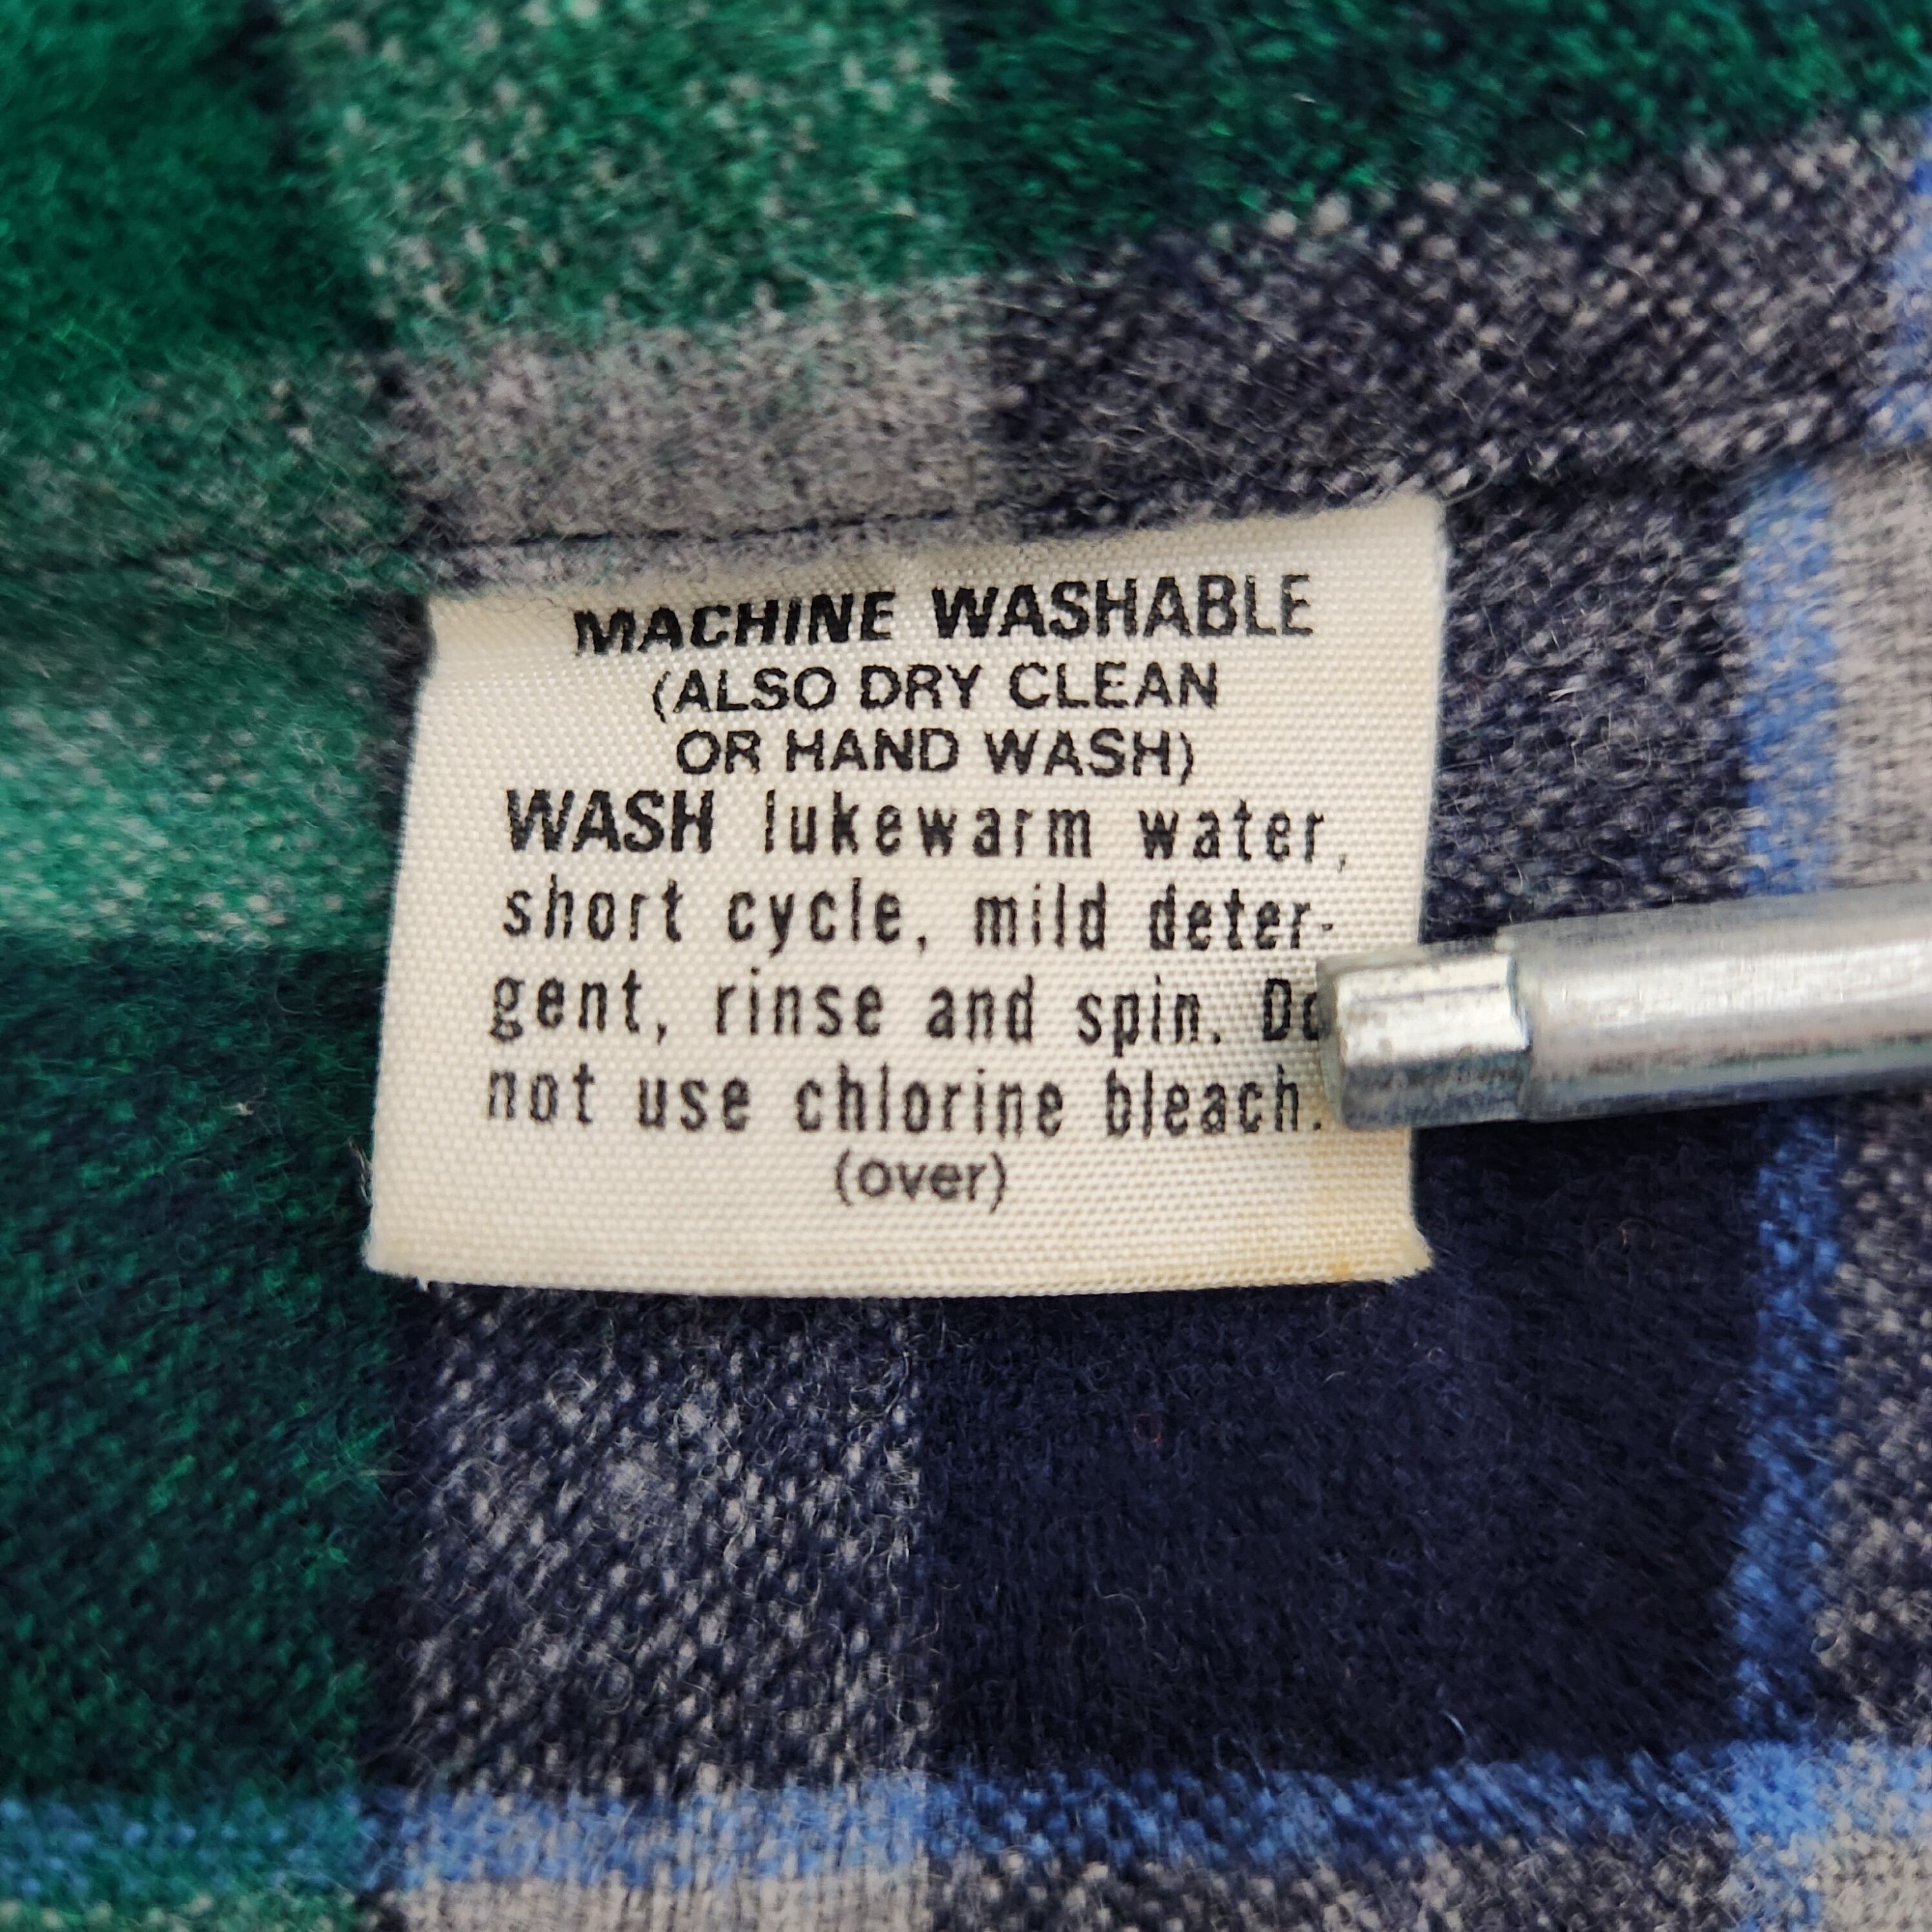 MACHINE WASHABLE
(ALSO DRY CLEAN
OR HAND WASH)
WASH lukewarm water,
short cycle, mild deter-
gent, rinse and spin. Do
not use chlorine bleach.
(over)